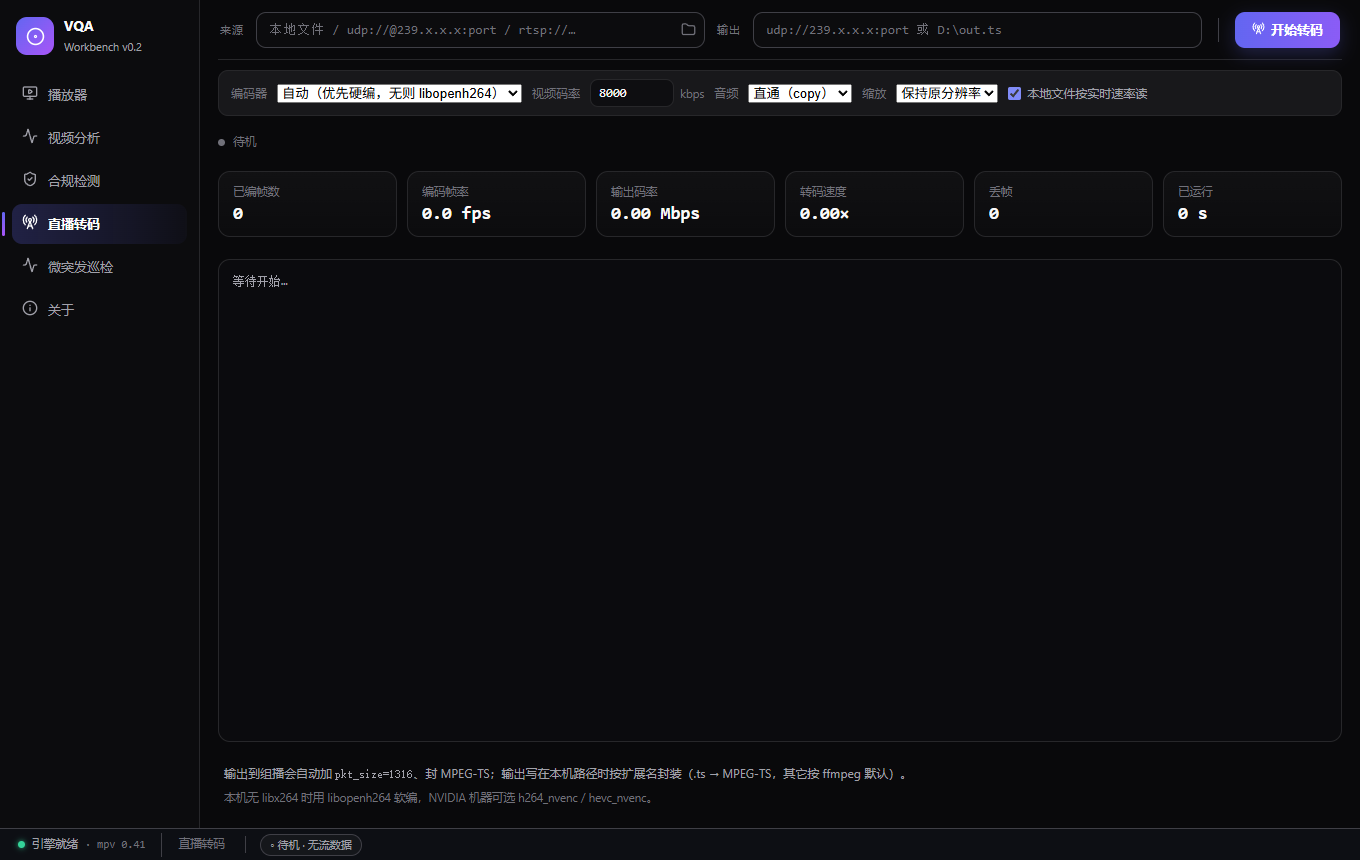 VQA
Workbench v0.2
播放器
视频分析
合规检测
直播转码
微突发巡检
关于
来源 本地文件 / udp://@239.x.x.x:port / rtsp://… 输出 udp://239.x.x.x:port 或 D:\out.ts 开始转码
编码器 自动（优先硬编，无则 libopenh264） 视频码率 8000 kbps 音频 直通（copy） 缩放 保持原分辨率 本地文件按实时速率读
待机
已编帧数 编码帧率 输出码率 转码速度 丢帧 已运行
0 0.0 fps 0.00 Mbps 0.00× 0 0 s
等待开始…
输出到组播会自动加 pkt_size=1316、封 MPEG-TS；输出写在本机路径时按扩展名封装（.ts → MPEG-TS，其它按 ffmpeg 默认）。
本机无 libx264 时用 libopenh264 软编，NVIDIA 机器可选 h264_nvenc / hevc_nvenc。
引擎就绪 · mpv 0.41 直播转码 待机 · 无流数据